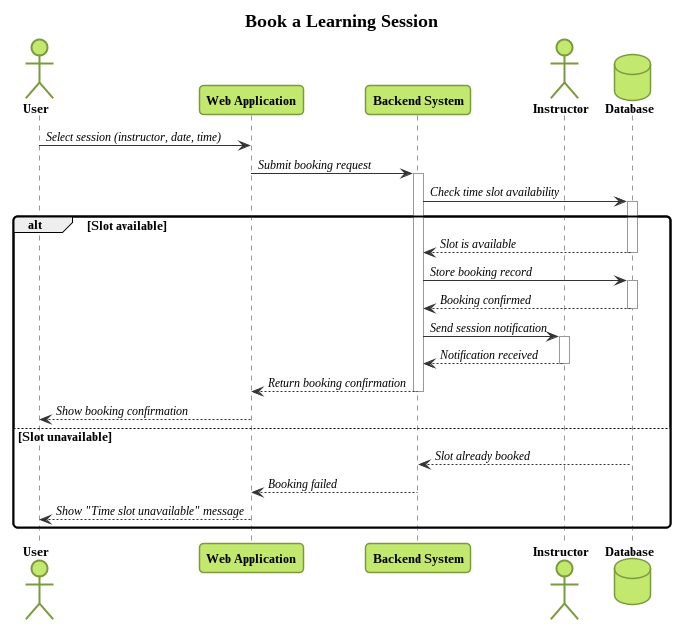 Book a Learning Session
User
Web Application
Backend System
Instructor
Database
Select session (instructor, date, time)
Submit booking request
Check time slot availability
alt
[Slot available]
Slot is available
Store booking record
Booking confirmed
Send session notification
Notification received
Return booking confirmation
Show booking confirmation
[Slot unavailable]
Slot already booked
Booking failed
Show "Time slot unavailable" message
User
Web Application
Backend System
Instructor
Database